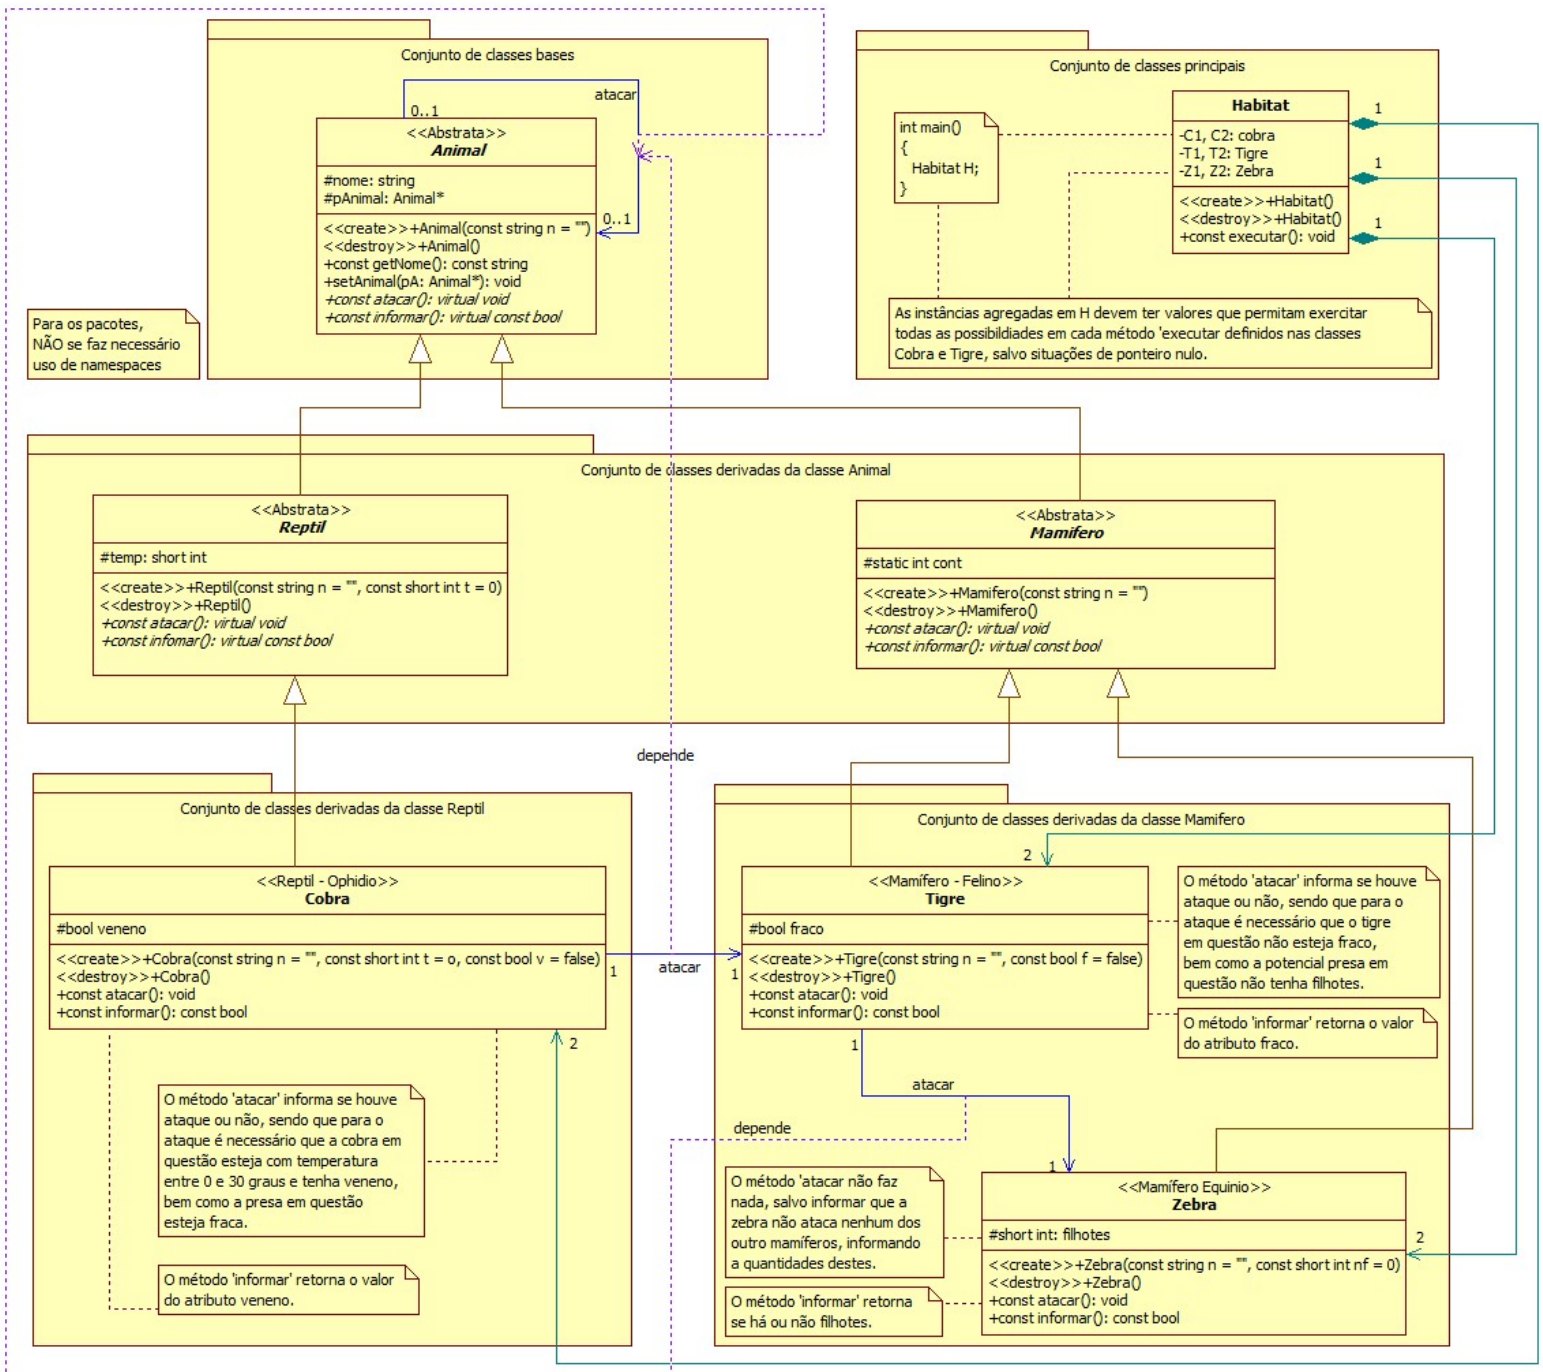 Conjunto de classes bases
atacar
0..1
<<Abstrata>>
Animal
#nome: string
#pAnimal: Animal*
<<create>>+Animal(const string n = "")
<<destroy>>+Animal()
+const getNome(): const string
+setAnimal(pA: Animal*): void
+const atacar(): virtual void
+const informar(): virtual const bool
0..1
Para os pacotes,
NÃO se faz necessário
uso de namespaces
Conjunto de classes principais
int main()
{
Habitat H;
}
Habitat
-C1, C2: cobra
-T1, T2: Tigre
-Z1, Z2: Zebra
<<create>>+Habitat()
<<destroy>>+Habitat()
+const executar(): void
1
1
1
As instâncias agregadas em H devem ter valores que permitam exercitar
todas as possibildiades em cada método 'executar definidos nas classes
Cobra e Tigre, salvo situações de ponteiro nulo.
Conjunto de classes derivadas da classe Animal
<<Abstrata>>
Reptil
#temp: short int
<<create>>+Reptil(const string n = "", const short int t = 0)
<<destroy>>+Reptil()
+const atacar(): virtual void
+const infomar(): virtual const bool
<<Abstrata>>
Mamifero
#static int cont
<<create>>+Mamifero(const string n = "")
<<destroy>>+Mamifero()
+const atacar(): virtual void
+const informar(): virtual const bool
depende
Conjunto de classes derivadas da classe Reptil
<<Reptil - Ophidio>>
Cobra
#bool veneno
<<create>>+Cobra(const string n = "", const short int t = o, const bool v = false)
<<destroy>>+Cobra()
+const atacar(): void
+const informar(): const bool
1
atacar
1
2
O método 'atacar' informa se houve
ataque ou não, sendo que para o
ataque é necessário que a cobra em
questão esteja com temperatura
entre 0 e 30 graus e tenha veneno,
bem como a presa em questão
esteja fraca.
O método 'informar' retorna o valor
do atributo veneno.
Conjunto de classes derivadas da classe Mamifero
2
<<Mamífero - Felino>>
Tigre
#bool fraco
<<create>>+Tigre(const string n = "", const bool f = false)
<<destroy>>+Tigre()
+const atacar(): void
+const informar(): const bool
O método 'atacar' informa se houve
ataque ou não, sendo que para o
ataque é necessário que o tigre
em questão não esteja fraco,
bem como a potencial presa em
questão não tenha filhotes.
O método 'informar' retorna o valor
do atributo fraco.
1
atacar
depende
1
O método 'atacar não faz
nada, salvo informar que a
zebra não ataca nenhum dos
outro mamíferos, informando
a quantidades destes.
O método 'informar' retorna
se há ou não filhotes.
<<Mamífero Equinio>>
Zebra
#short int: filhotes
<<create>>+Zebra(const string n = "", const short int nf = 0)
<<destroy>>+Zebra()
+const atacar(): void
+const informar(): const bool
2